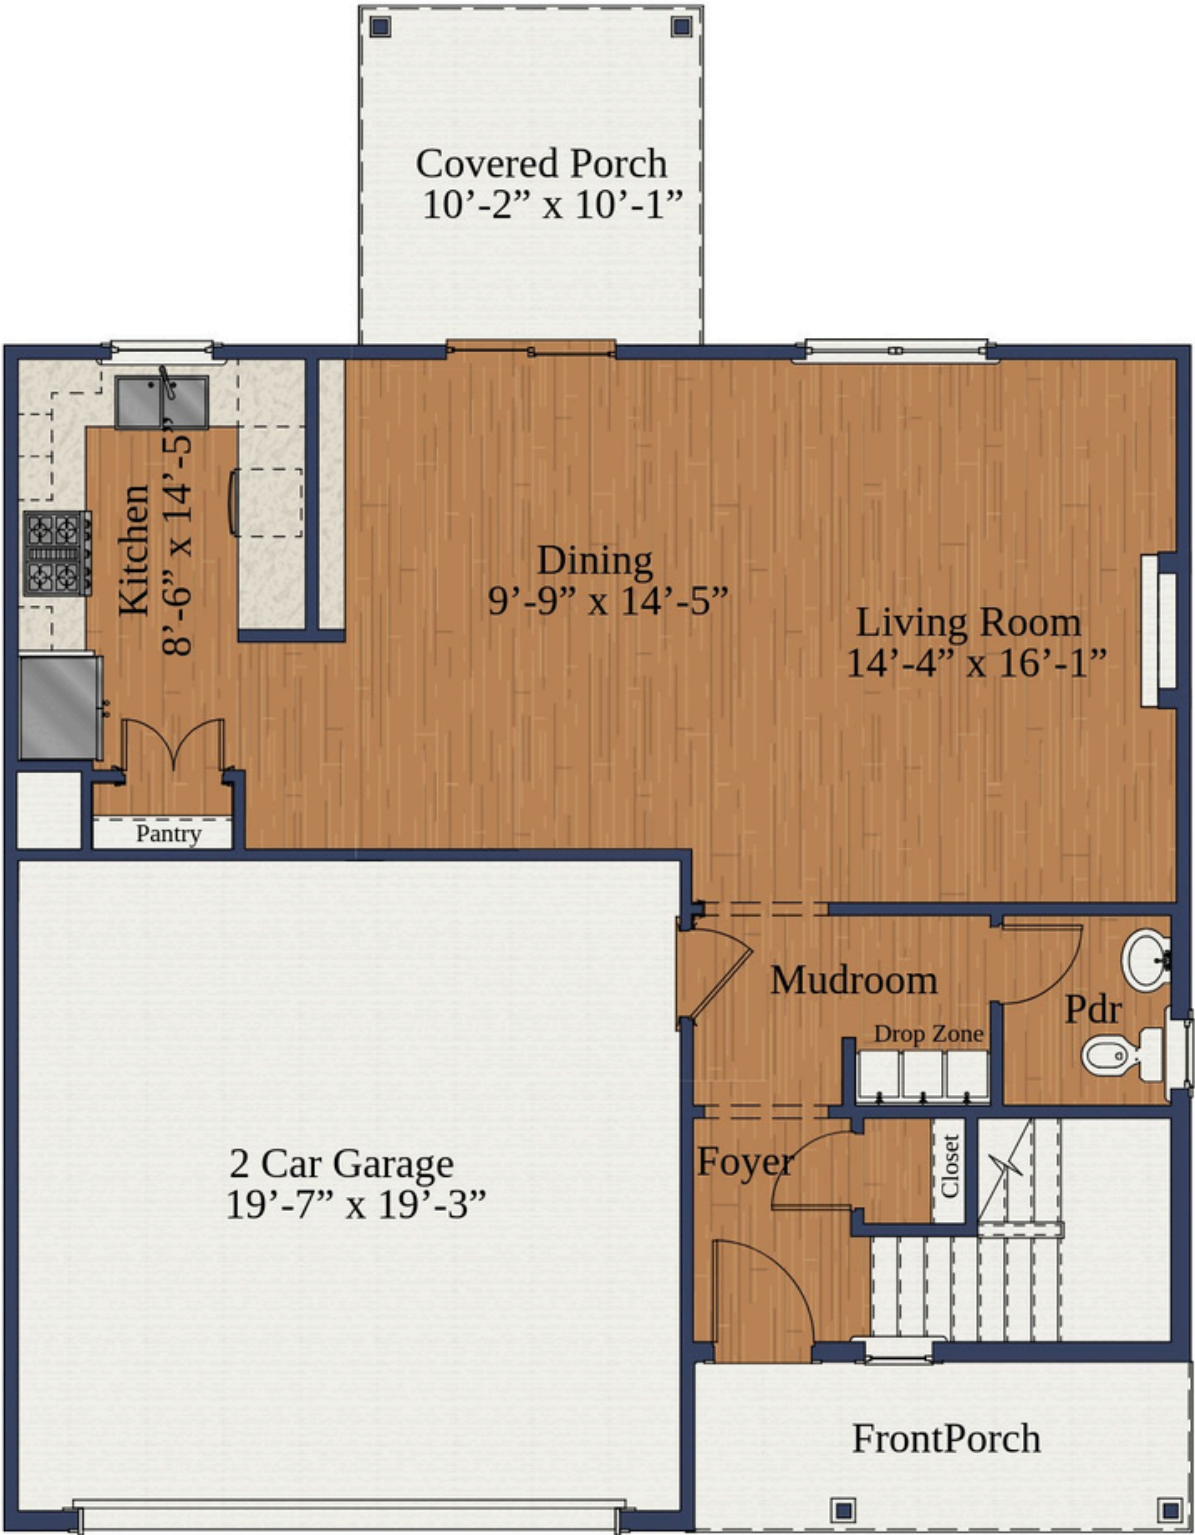 Covered Porch
10’-2” x 10’-1”
Kitchen
8’-6” x 14’-5”
Dining
9’-9” x 14’-5”
Living Room
14’-4” x 16’-1”
Pantry
Mudroom
Pdr
Drop Zone
2 Car Garage
19’-7” x 19’-3”
Foyer
Closet
FrontPorch